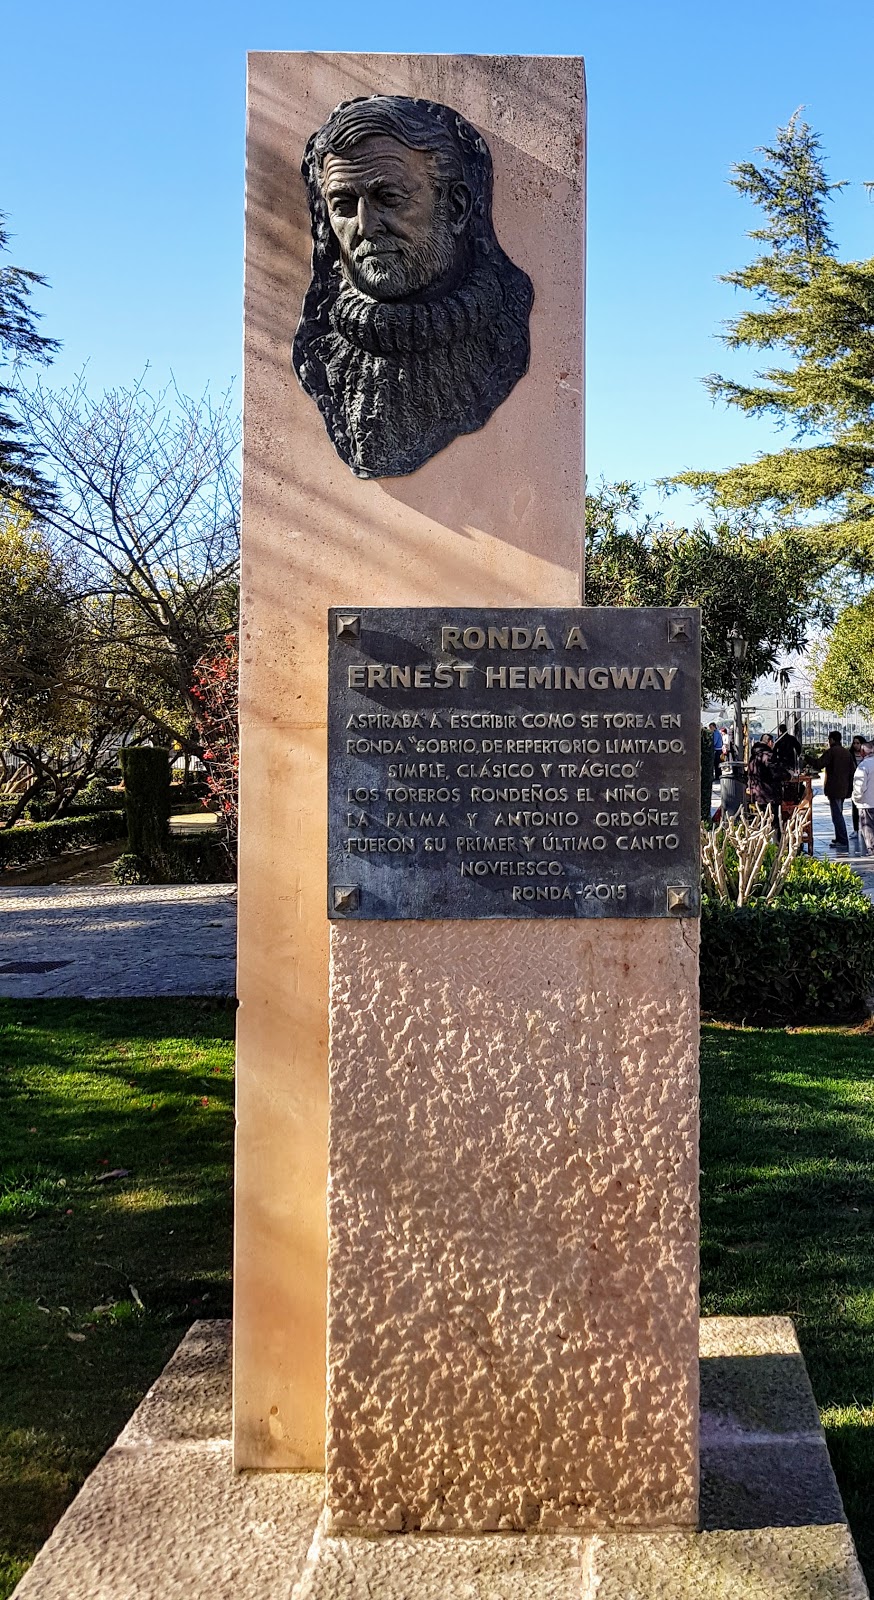 RONDA A
ERNEST HEMINGWAY
ASPIRABA A ESCRIBIR COMO SE TOREA EN
RONDA "SOBRIO, DE REPERTORIO LIMITADO,
SIMPLE, CLÁSICO Y TRÁGICO."
LOS TOREROS RONDEÑOS EL NIÑO DE
LA PALMA Y ANTONIO ORDÓÑEZ
FUERON SU PRIMER Y ÚLTIMO CANTO
NOVELESCO.
RONDA - 2015